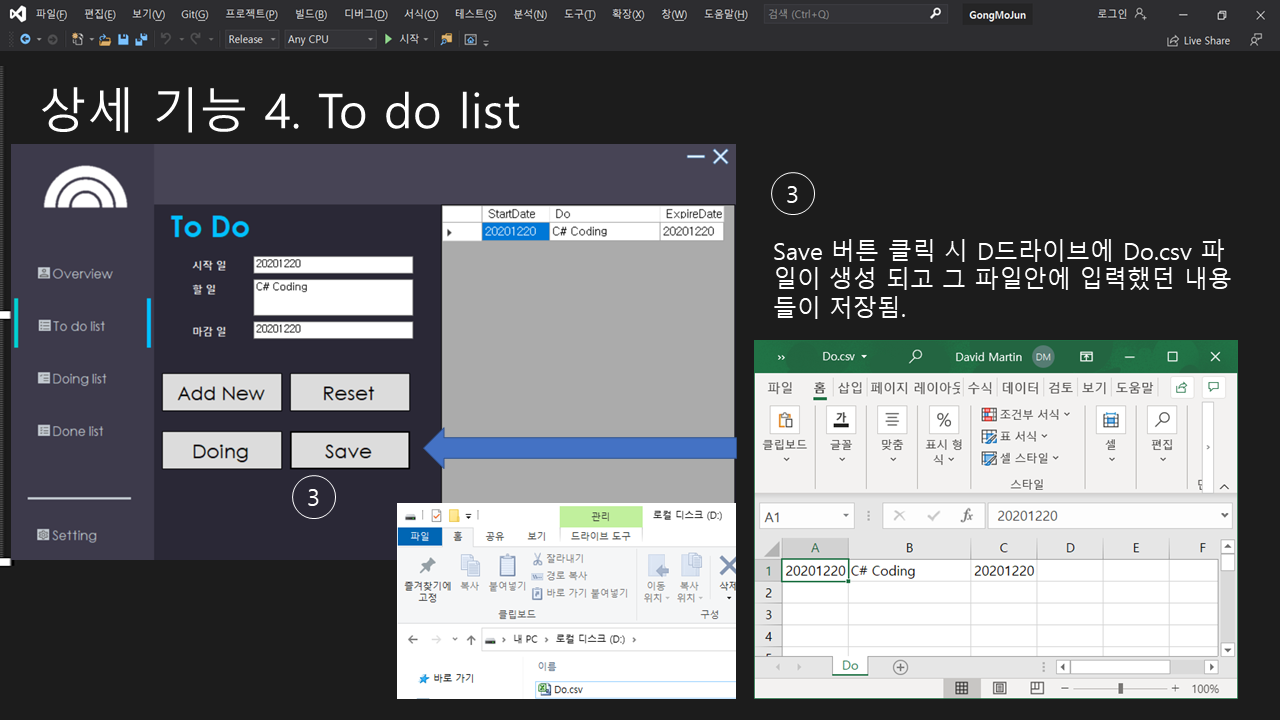 파일(F) 편집(E) 보기(V) Git(G) 프로젝트(P) 빌드(B) 디버그(D) 서식(O) 테스트(S) 분석(N) 도구(T) 확장(X) 창(W) 도움말(H) 검색 (Ctrl+Q) GongMoJun 로그인
Release Any CPU 시작 Live Share
상세 기능 4. To do list
To Do
시작 일 20201220
할 일 C# Coding
마감 일 20201220
Add New Reset
Doing Save
3
Overview
To do list
Doing list
Done list
Setting
StartDate Do ExpireDate
20201220 C# Coding 20201220
관리 로컬 디스크 (D:)
파일 홈 공유 보기 드라이브 도구
즐겨찾기에 고정
복사
붙여넣기
잘라내기
경로 복사
바로 가기 붙여넣기
클립보드
이동 위치
복사 위치
삭제
구성
내 PC 로컬 디스크 (D:)
이름
바로 가기
Do.csv
3
Save 버튼 클릭 시 D드라이브에 Do.csv 파
일이 생성 되고 그 파일안에 입력했던 내용
들이 저장됨.
Do.csv David Martin DM
파일 홈 삽입 페이지 레이아웃 수식 데이터 검토 보기 도움말
클립보드 글꼴 맞춤 표시 형식
조건부 서식
표 서식
셀 스타일
스타일
셀 편집
A1 fx 20201220
A B C D E F
1 20201220 C# Coding 20201220
2
3
4
5
Do
100%